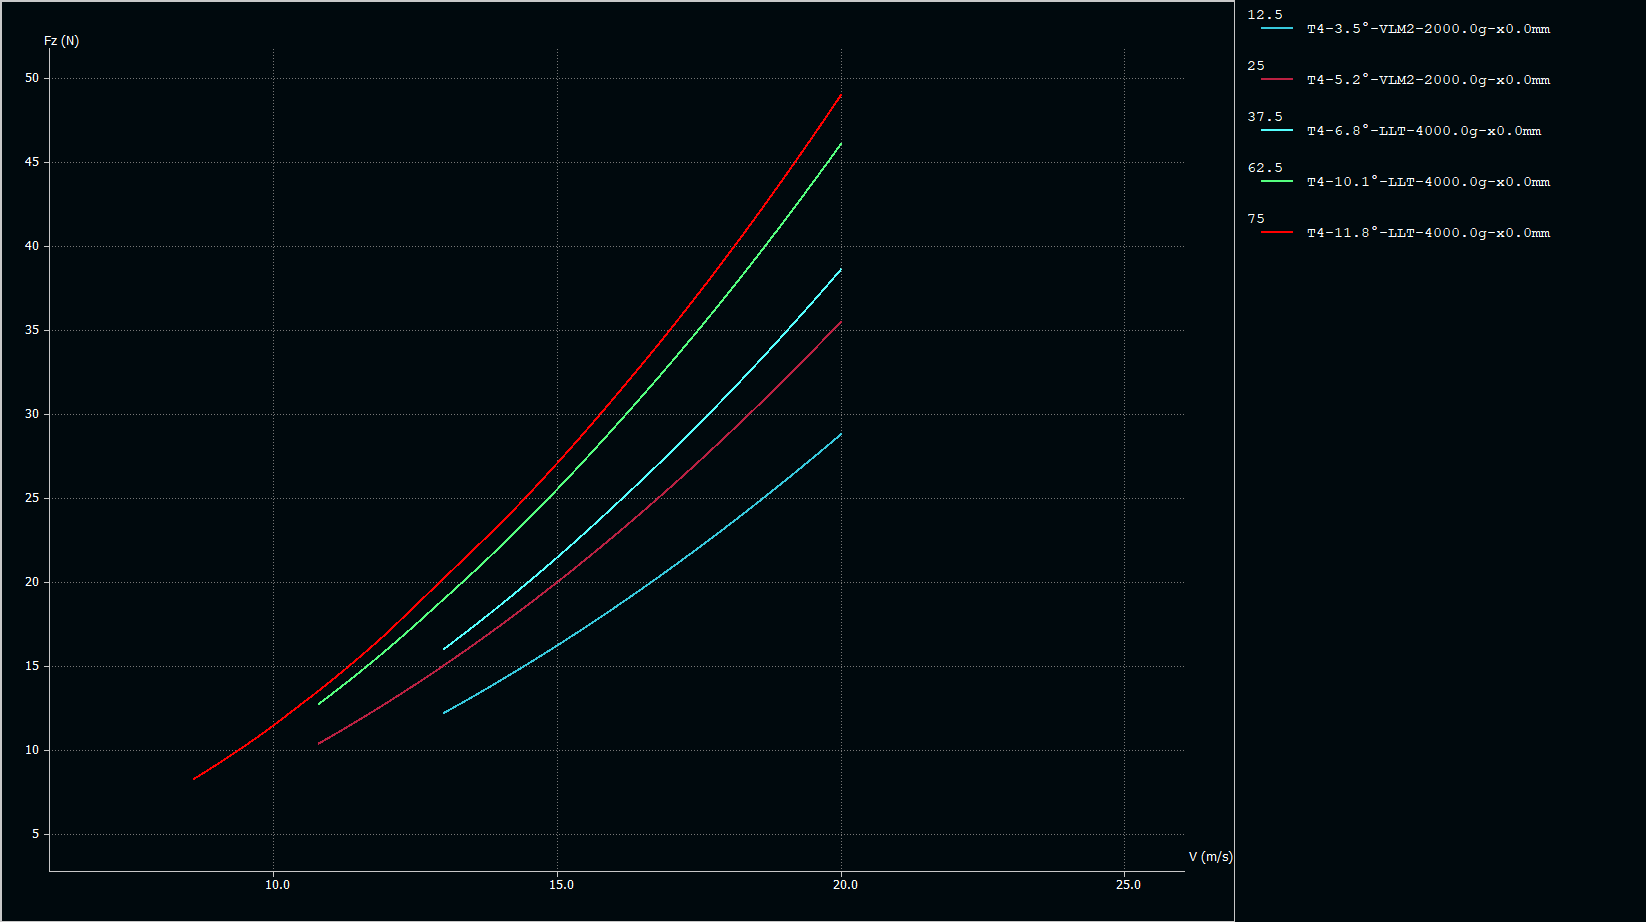 Fz (N)
50
45
40
35
30
25
20
15
10
5
V (m/s)
10.0
15.0
20.0
25.0
12.5
T4-3.5°-VLM2-2000.0g-x0.0mm
25
T4-5.2°-VLM2-2000.0g-x0.0mm
37.5
T4-6.8°-LLT-4000.0g-x0.0mm
62.5
T4-10.1°-LLT-4000.0g-x0.0mm
75
T4-11.8°-LLT-4000.0g-x0.0mm